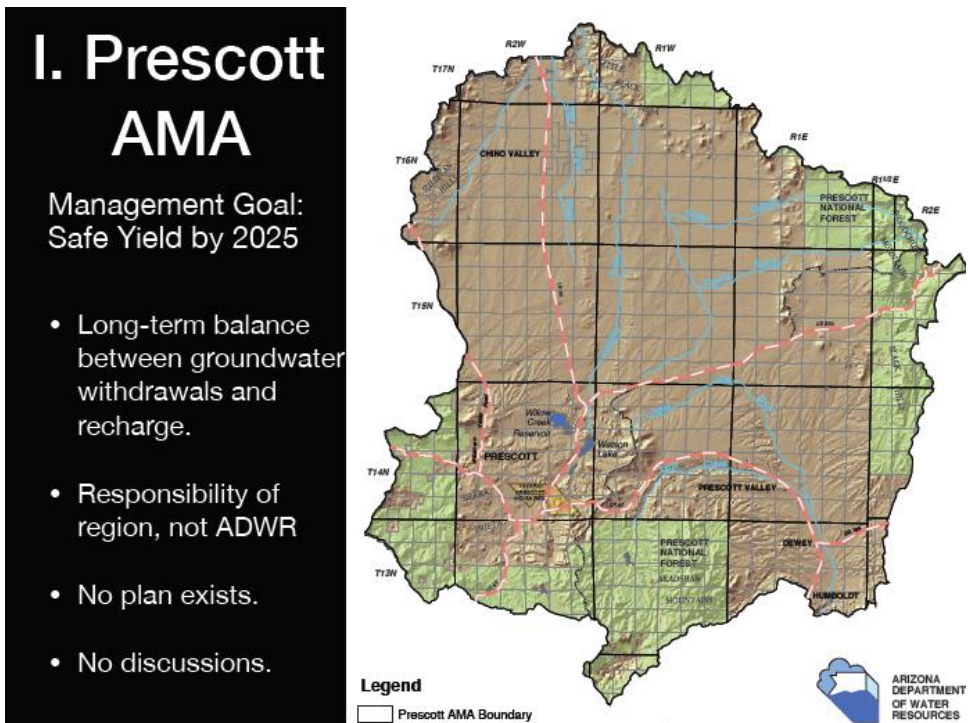 I. Prescott
AMA
Management Goal:
Safe Yield by 2025
• Long-term balance
between groundwater
withdrawals and
recharge.
• Responsibility of
region, not ADWR
• No plan exists.
• No discussions.
R2W
R1W
T17N
R1E
T16N
CHINO VALLEY
R1½E
PRESCOTT
NATIONAL
FOREST
R2E
T15N
Willow
Creek
Reservoir
Watson
Lake
PRESCOTT
T14N
PRESCOTT VALLEY
PRESCOTT
NATIONAL
FOREST
DEWEY
T13N
MOUNTAINS
HUMBOLDT
Legend
Prescott AMA Boundary
ARIZONA
DEPARTMENT
OF WATER
RESOURCES